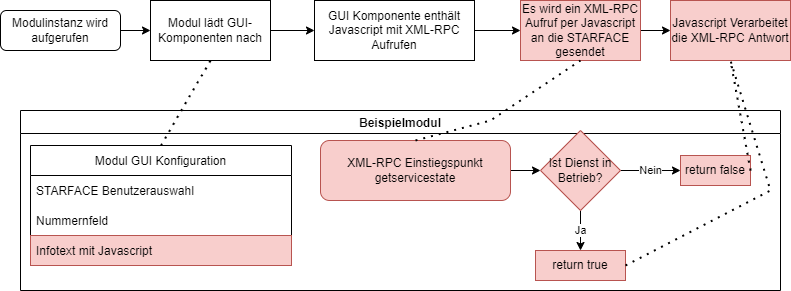 Modulinstanz wird
aufgerufen
Modul lädt GUI-
Komponenten nach
GUI Komponente enthält
Javascript mit XML-RPC
Aufrufen
Es wird ein XML-RPC
Aufruf per Javascript
an die STARFACE
gesendet
Javascript Verarbeitet
die XML-RPC Antwort
Beispielmodul
Modul GUI Konfiguration
STARFACE Benutzerauswahl
Nummernfeld
Infotext mit Javascript
XML-RPC Einstiegspunkt
getservicestate
Ist Dienst in
Betrieb?
Nein
return false
Ja
return true